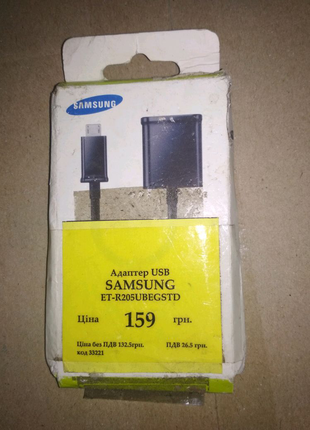 SAMSUNG
Адаптер USB
SAMSUNG
ET-R205UBEGSTD
Ціна 159 грн.
Ціна без ПДВ 132,5грн. ПДВ 26,5 грн.
код 33221